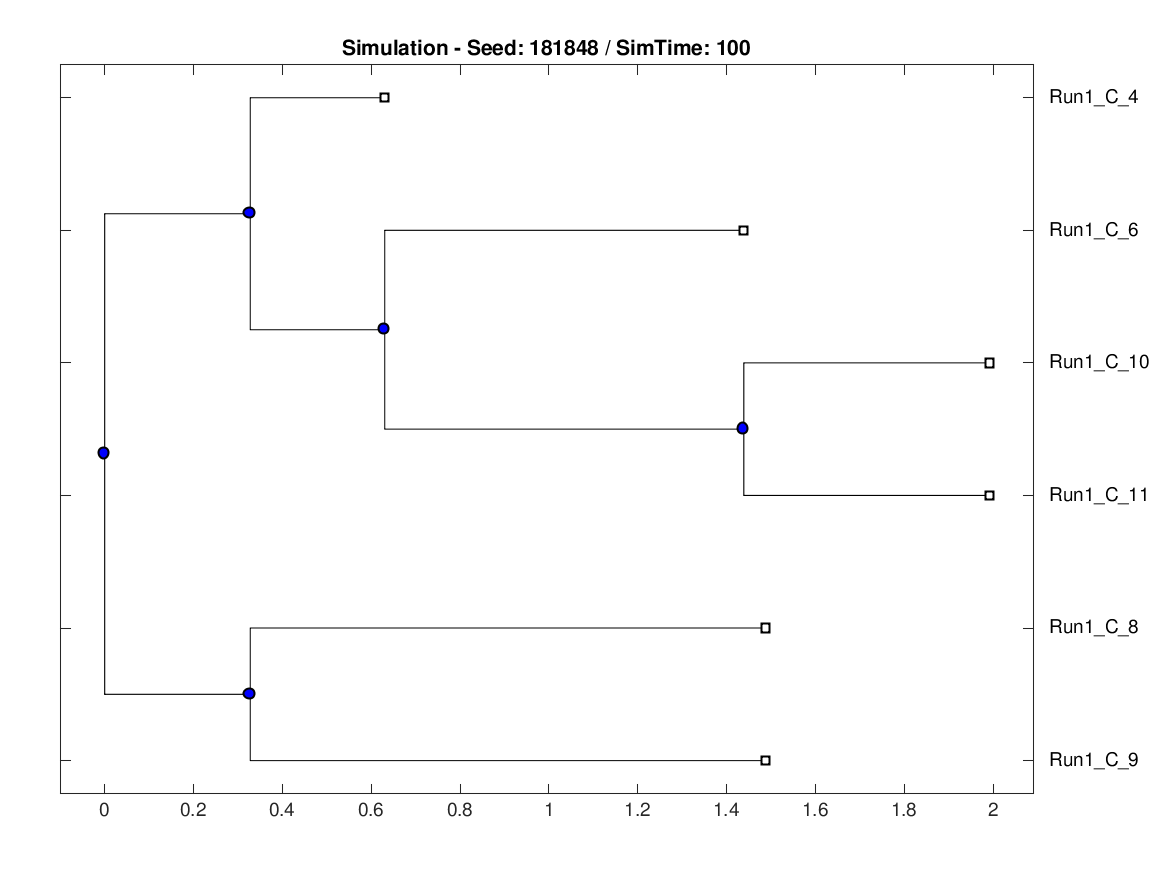 Simulation - Seed: 181848 / SimTime: 100
Run1_C_4
Run1_C_6
Run1_C_10
Run1_C_11
Run1_C_8
Run1_C_9
0 0.2 0.4 0.6 0.8 1 1.2 1.4 1.6 1.8 2